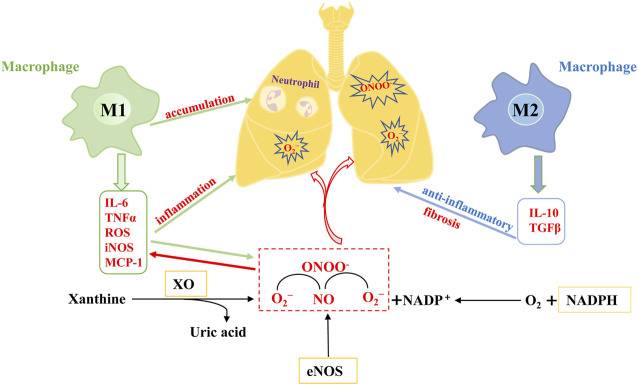 Macrophage
Macrophage
M1
M2
accumulation
Neutrophil
ONOO⁻
O₂⁻
O₂⁻
inflammation
anti-inflammatory
fibrosis
IL-6
TNFα
ROS
iNOS
MCP-1
IL-10
TGFβ
ONOO⁻
O₂⁻ NO O₂⁻
Xanthine
XO
Uric acid
+NADP⁺
O₂ + NADPH
eNOS